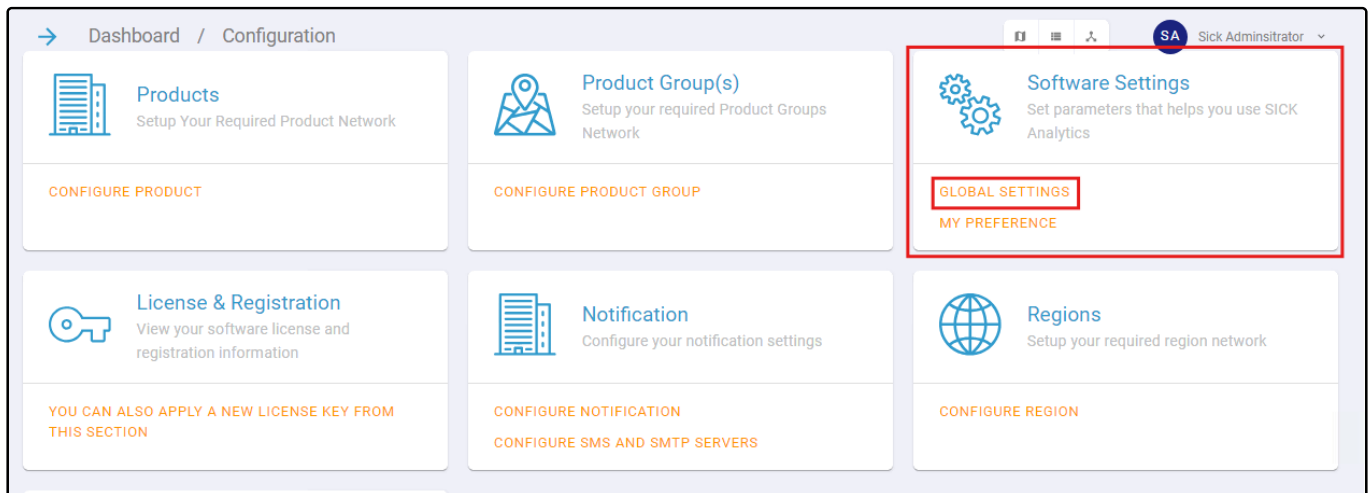 Dashboard / Configuration
SA Sick Adminsitrator
Products
Setup Your Required Product Network
CONFIGURE PRODUCT
Product Group(s)
Setup your required Product Groups
Network
CONFIGURE PRODUCT GROUP
Software Settings
Set parameters that helps you use SICK
Analytics
GLOBAL SETTINGS
MY PREFERENCE
License & Registration
View your software license and
registration information
YOU CAN ALSO APPLY A NEW LICENSE KEY FROM
THIS SECTION
Notification
Configure your notification settings
CONFIGURE NOTIFICATION
CONFIGURE SMS AND SMTP SERVERS
Regions
Setup your required region network
CONFIGURE REGION